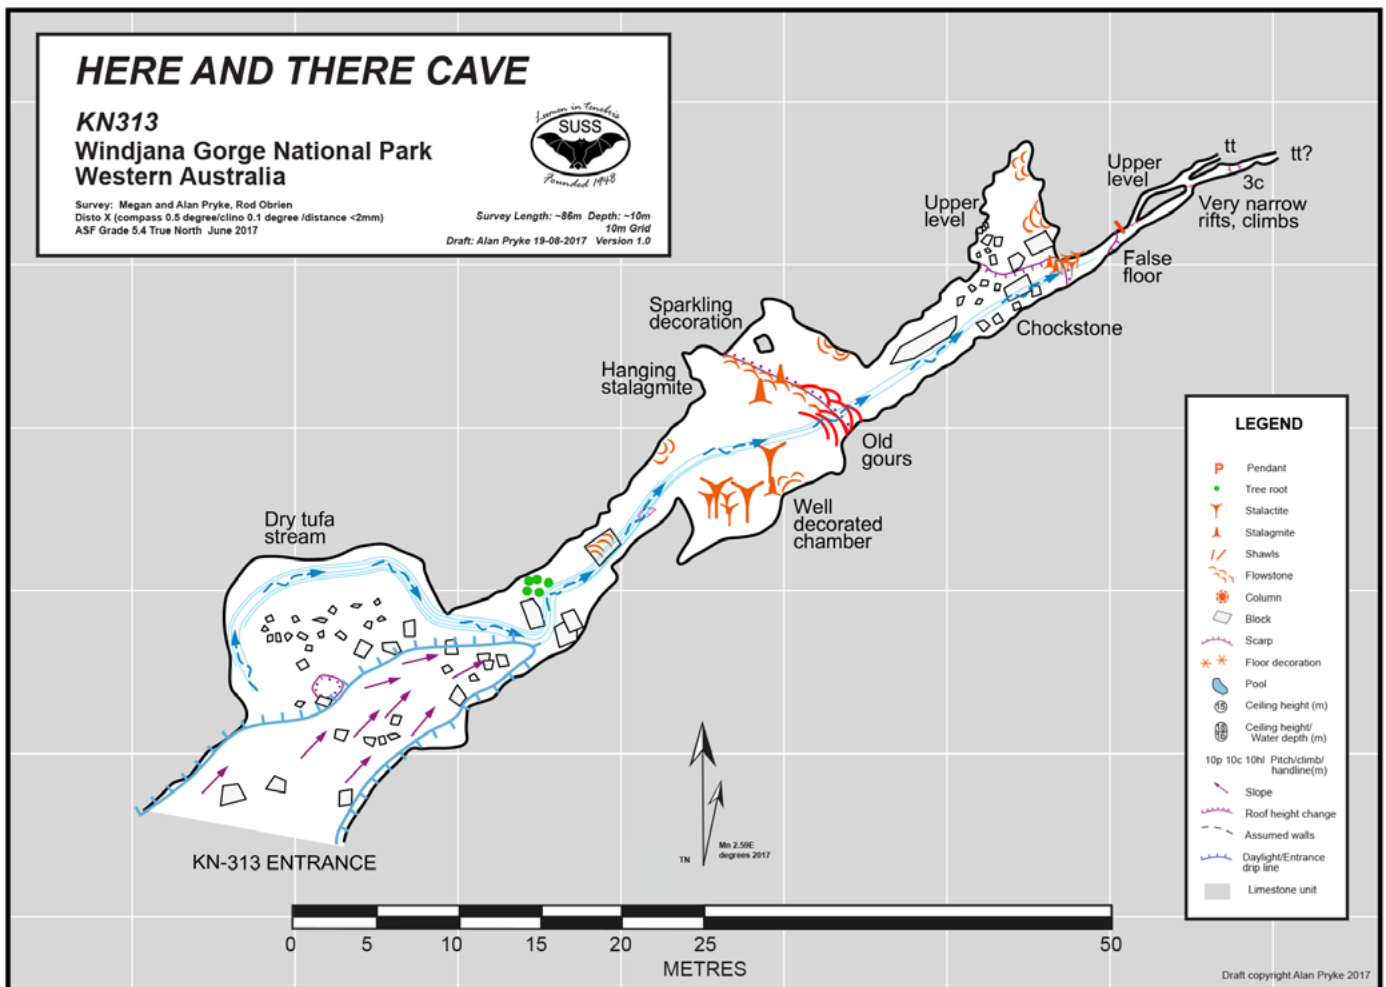 HERE AND THERE CAVE
KN313
Windjana Gorge National Park
Western Australia
Survey: Megan and Alan Pryke, Rod Obrien
Disto X (compass 0.5 degree/clino 0.1 degree /distance <2mm)
ASF Grade 5.4 True North June 2017
Lumen in tenebris
SUSS
Founded 1948
Survey Length: ~86m Depth: ~10m
10m Grid
Draft: Alan Pryke 19-08-2017 Version 1.0
tt
tt?
Upper
level
3c
Very narrow
rifts, climbs
Upper
level
False
floor
Chockstone
Sparkling
decoration
Hanging
stalagmite
Old
gours
Well
decorated
chamber
Dry tufa
stream
KN-313 ENTRANCE
TN
Mn 2.59E
degrees 2017
0 5 10 15 20 25 50
METRES
LEGEND
P Pendant
Tree root
Stalactite
Stalagmite
Shawls
Flowstone
Column
Block
Scarp
Floor decoration
Pool
15 Ceiling height (m)
Ceiling height/
Water depth (m)
10p 10c 10hl Pitch/climb/
handline(m)
Slope
Roof height change
Assumed walls
Daylight/Entrance
drip line
Limestone unit
Draft copyright Alan Pryke 2017